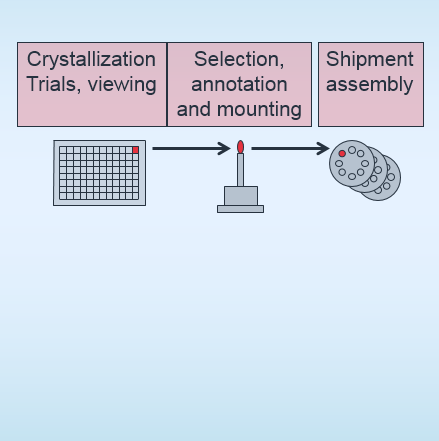 Crystallization
Trials, viewing
Selection,
annotation
and mounting
Shipment
assembly